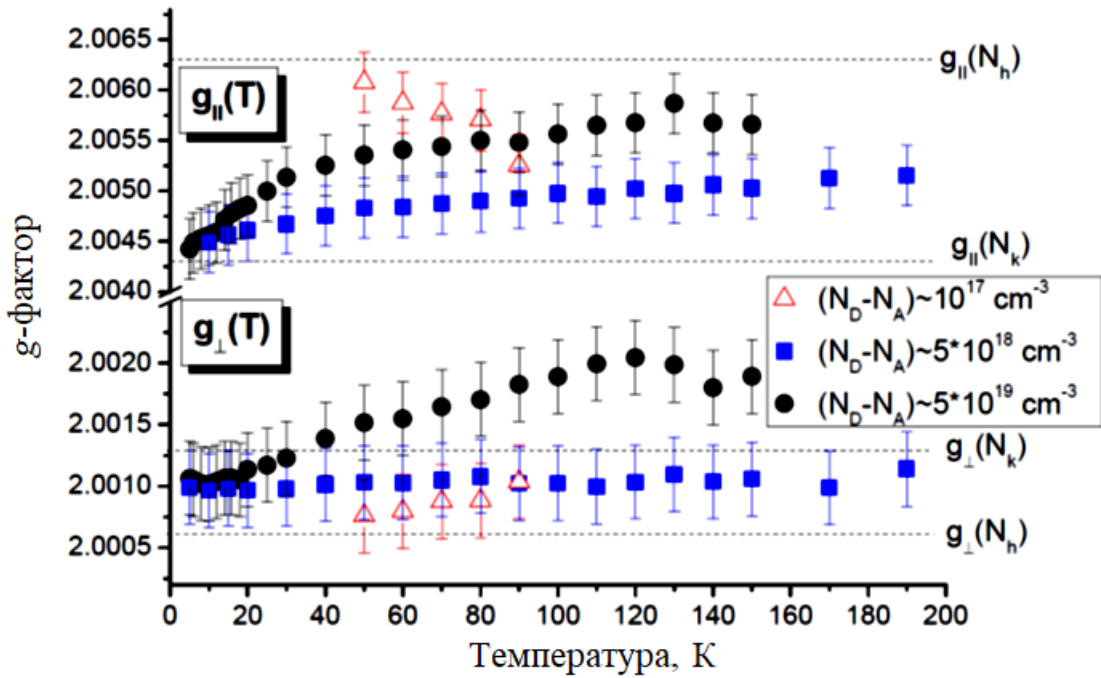 2.0065
2.0060
2.0055
2.0050
2.0045
2.0040
2.0020
2.0015
2.0010
2.0005
g-фактор
g||(T)
g⊥(T)
g||(Nh)
g||(Nk)
(ND-NA)~10^17 cm^-3
(ND-NA)~5*10^18 cm^-3
(ND-NA)~5*10^19 cm^-3
g⊥(Nk)
g⊥(Nh)
0 20 40 60 80 100 120 140 160 180 200
Температура, К